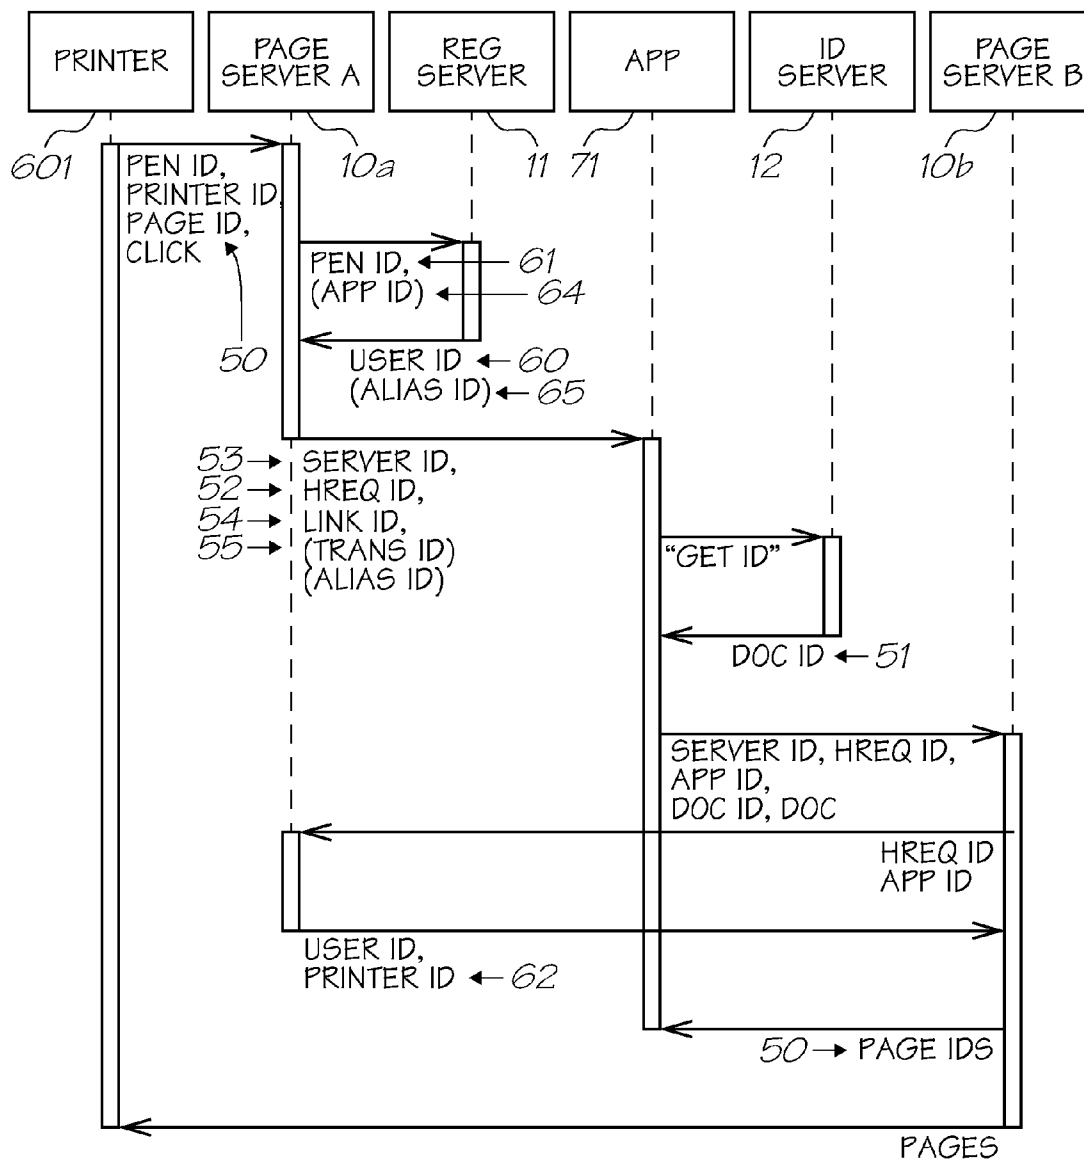 PRINTER
PAGE
SERVER A
REG
SERVER
APP
ID
SERVER
PAGE
SERVER B
601
10a
11
71
12
10b
PEN ID,
PRINTER ID,
PAGE ID,
CLICK
50
PEN ID,
61
(APP ID)
64
USER ID
60
(ALIAS ID)
65
53
SERVER ID,
52
HREQ ID,
54
LINK ID,
55
(TRANS ID)
(ALIAS ID)
"GET ID"
DOC ID
51
SERVER ID, HREQ ID,
APP ID,
DOC ID, DOC
HREQ ID
APP ID
USER ID,
PRINTER ID
62
50
PAGE IDS
PAGES